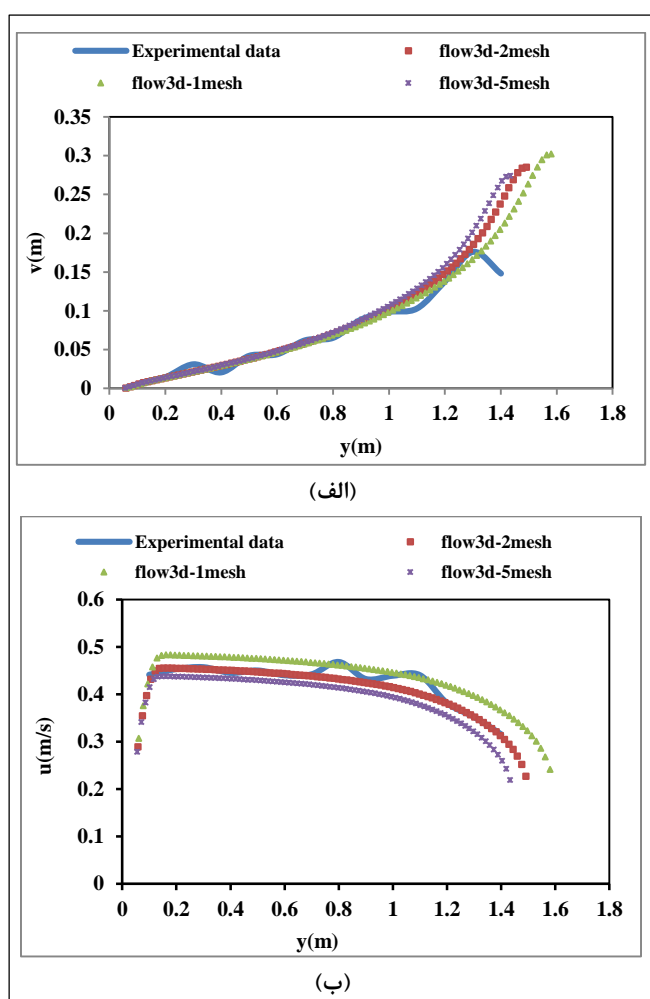 Experimental data
flow3d-2mesh
flow3d-1mesh
flow3d-5mesh
0.35
0.3
0.25
0.2
0.15
0.1
0.05
0
v(m)
0 0.2 0.4 0.6 0.8 1 1.2 1.4 1.6 1.8
y(m)
(الف)
Experimental data
flow3d-2mesh
flow3d-1mesh
flow3d-5mesh
0.6
0.5
0.4
0.3
0.2
0.1
0
u(m/s)
0 0.2 0.4 0.6 0.8 1 1.2 1.4 1.6 1.8
y(m)
(ب)